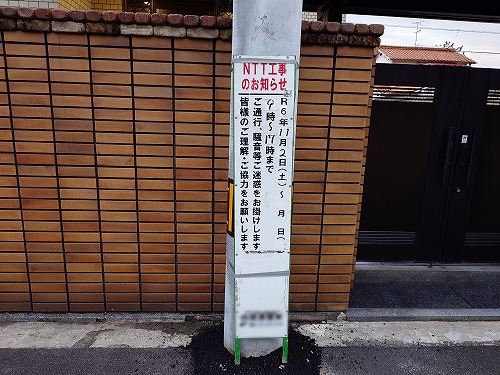 NTT工事
のお知らせ
R6年11月2日(土)～ 月 日( )
9時～17時まで
ご通行、騒音等ご迷惑をお掛けします
皆様のご理解・ご協力をお願いします